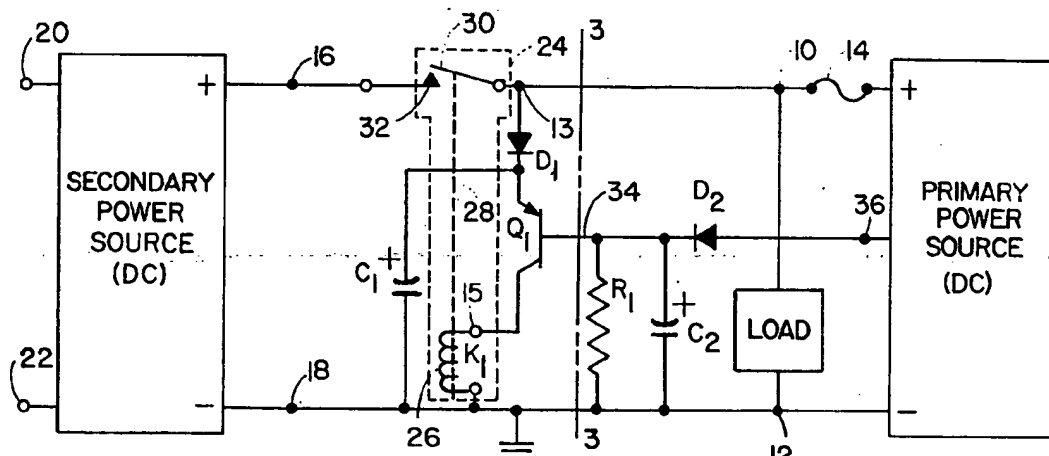 20
16
30
24
3
10
14
+
+
32
13
D1
SECONDARY
POWER
SOURCE
(DC)
28
34
D2
36
PRIMARY
POWER
SOURCE
(DC)
Q1
C1
+
15
R1
+
C2
LOAD
K1
22
18
26
3
12
−
−